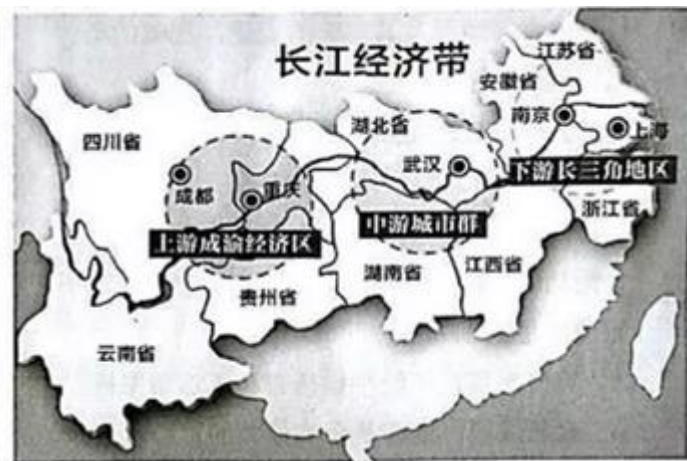 长江经济带
江苏省
安徽省
南京
上海
四川省
湖北省
武汉
下游长三角地区
成都
重庆
浙江省
上游成渝经济区
中游城市群
贵州省
湖南省
江西省
云南省